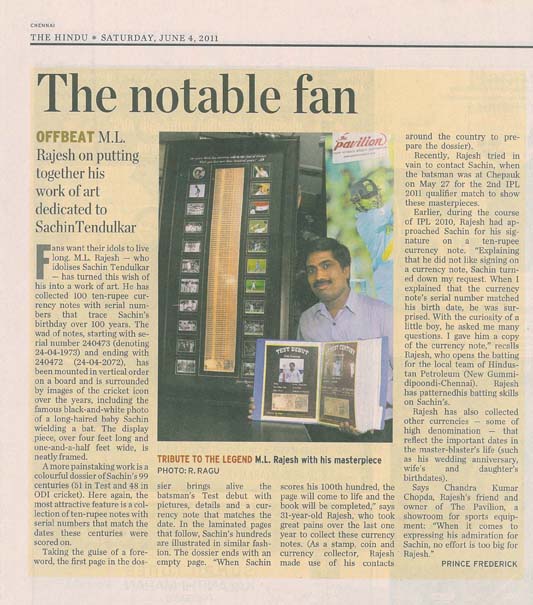 CHENNAI
THE HINDU * SATURDAY, JUNE 4, 2011
The notable fan
OFFBEAT M.L.
Rajesh on putting
together his
work of art
dedicated to
SachinTendulkar
Fans want their idols to live
long. M.L. Rajesh — who
idolises Sachin Tendulkar
— has turned this wish of
his into a work of art. He has
collected 100 ten-rupee cur-
rency notes with serial num-
bers that trace Sachin's
birthday over 100 years. The
wad of notes, starting with se-
rial number 240473 (denoting
24-04-1973) and ending with
240472 (24-04-2072), has
been mounted in vertical order
on a board and is surrounded
by images of the cricket icon
over the years, including the
famous black-and-white photo
of a long-haired baby Sachin
wielding a bat. The display
piece, over four feet long and
one-and-a-half feet wide, is
neatly framed.
A more painstaking work is a
colourful dossier of Sachin's 99
centuries (51 in Test and 48 in
ODI cricket). Here again, the
most attractive feature is a col-
lection of ten-rupee notes with
serial numbers that match the
dates these centuries were
scored on.
Taking the guise of a fore-
word, the first page in the dos-
the
pavilion
TEST DEBUT
TEST CENTURY
TRIBUTE TO THE LEGEND M.L. Rajesh with his masterpiece
PHOTO: R. RAGU
sier brings alive the
batsman's Test debut with
pictures, details and a cur-
rency note that matches the
date. In the laminated pages
that follow, Sachin's hundreds
are illustrated in similar fash-
ion. The dossier ends with an
empty page. "When Sachin
scores his 100th hundred, the
page will come to life and the
book will be completed," says
31-year-old Rajesh, who took
great pains over the last one
year to collect these currency
notes. (As a stamp, coin and
currency collector, Rajesh
made use of his contacts
around the country to pre-
pare the dossier).
Recently, Rajesh tried in
vain to contact Sachin, when
the batsman was at Chepauk
on May 27 for the 2nd IPL
2011 qualifier match to show
these masterpieces.
Earlier, during the course
of IPL 2010, Rajesh had ap-
proached Sachin for his sig-
nature on a ten-rupee
currency note. "Explaining
that he did not like signing on
a currency note, Sachin turn-
ed down my request. When I
explained that the currency
note's serial number matched
his birth date, he was sur-
prised. With the curiosity of a
little boy, he asked me many
questions. I gave him a copy
of the currency note," recalls
Rajesh, who opens the batting
for the local team of Hindus-
tan Petroleum (New Gummi-
dipoondi-Chennai). Rajesh
has patternedhis batting skills
on Sachin's.
Rajesh has also collected
other currencies — some of
high denomination — that
reflect the important dates in
the master-blaster's life (such
as his wedding anniversary,
wife's and daughter's
birthdates).
Says Chandra Kumar
Chopda, Rajesh's friend and
owner of The Pavilion, a
showroom for sports equip-
ment: "When it comes to
expressing his admiration for
Sachin, no effort is too big for
Rajesh."
PRINCE FREDERICK